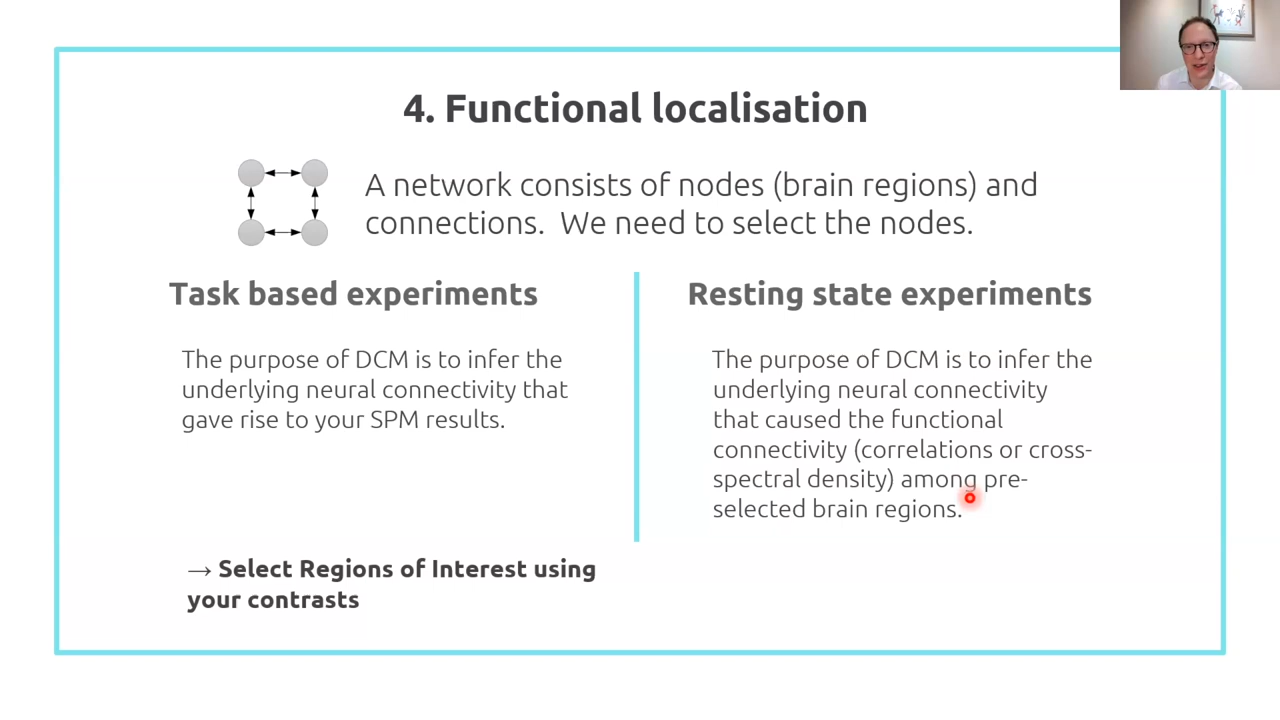 4. Functional localisation
A network consists of nodes (brain regions) and
connections. We need to select the nodes.
Task based experiments
The purpose of DCM is to infer the
underlying neural connectivity that
gave rise to your SPM results.
→ Select Regions of Interest using
your contrasts
Resting state experiments
The purpose of DCM is to infer the
underlying neural connectivity
that caused the functional
connectivity (correlations or cross-
spectral density) among pre-
selected brain regions.